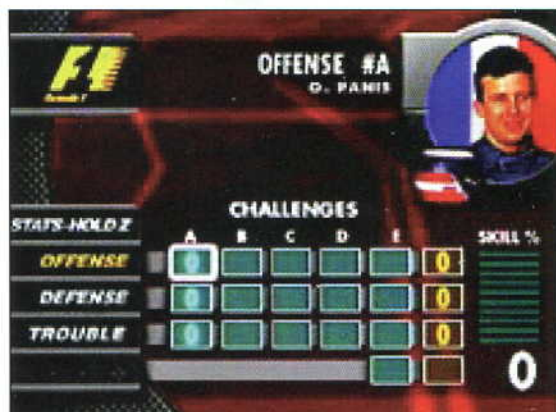 F1
Formula 1
OFFENSE #A
O. PANIS
CHALLENGES
STATS-HOLD Z
A B C D E
SKILL %
OFFENSE 0 0
DEFENSE 0 0
TROUBLE 0 0
0